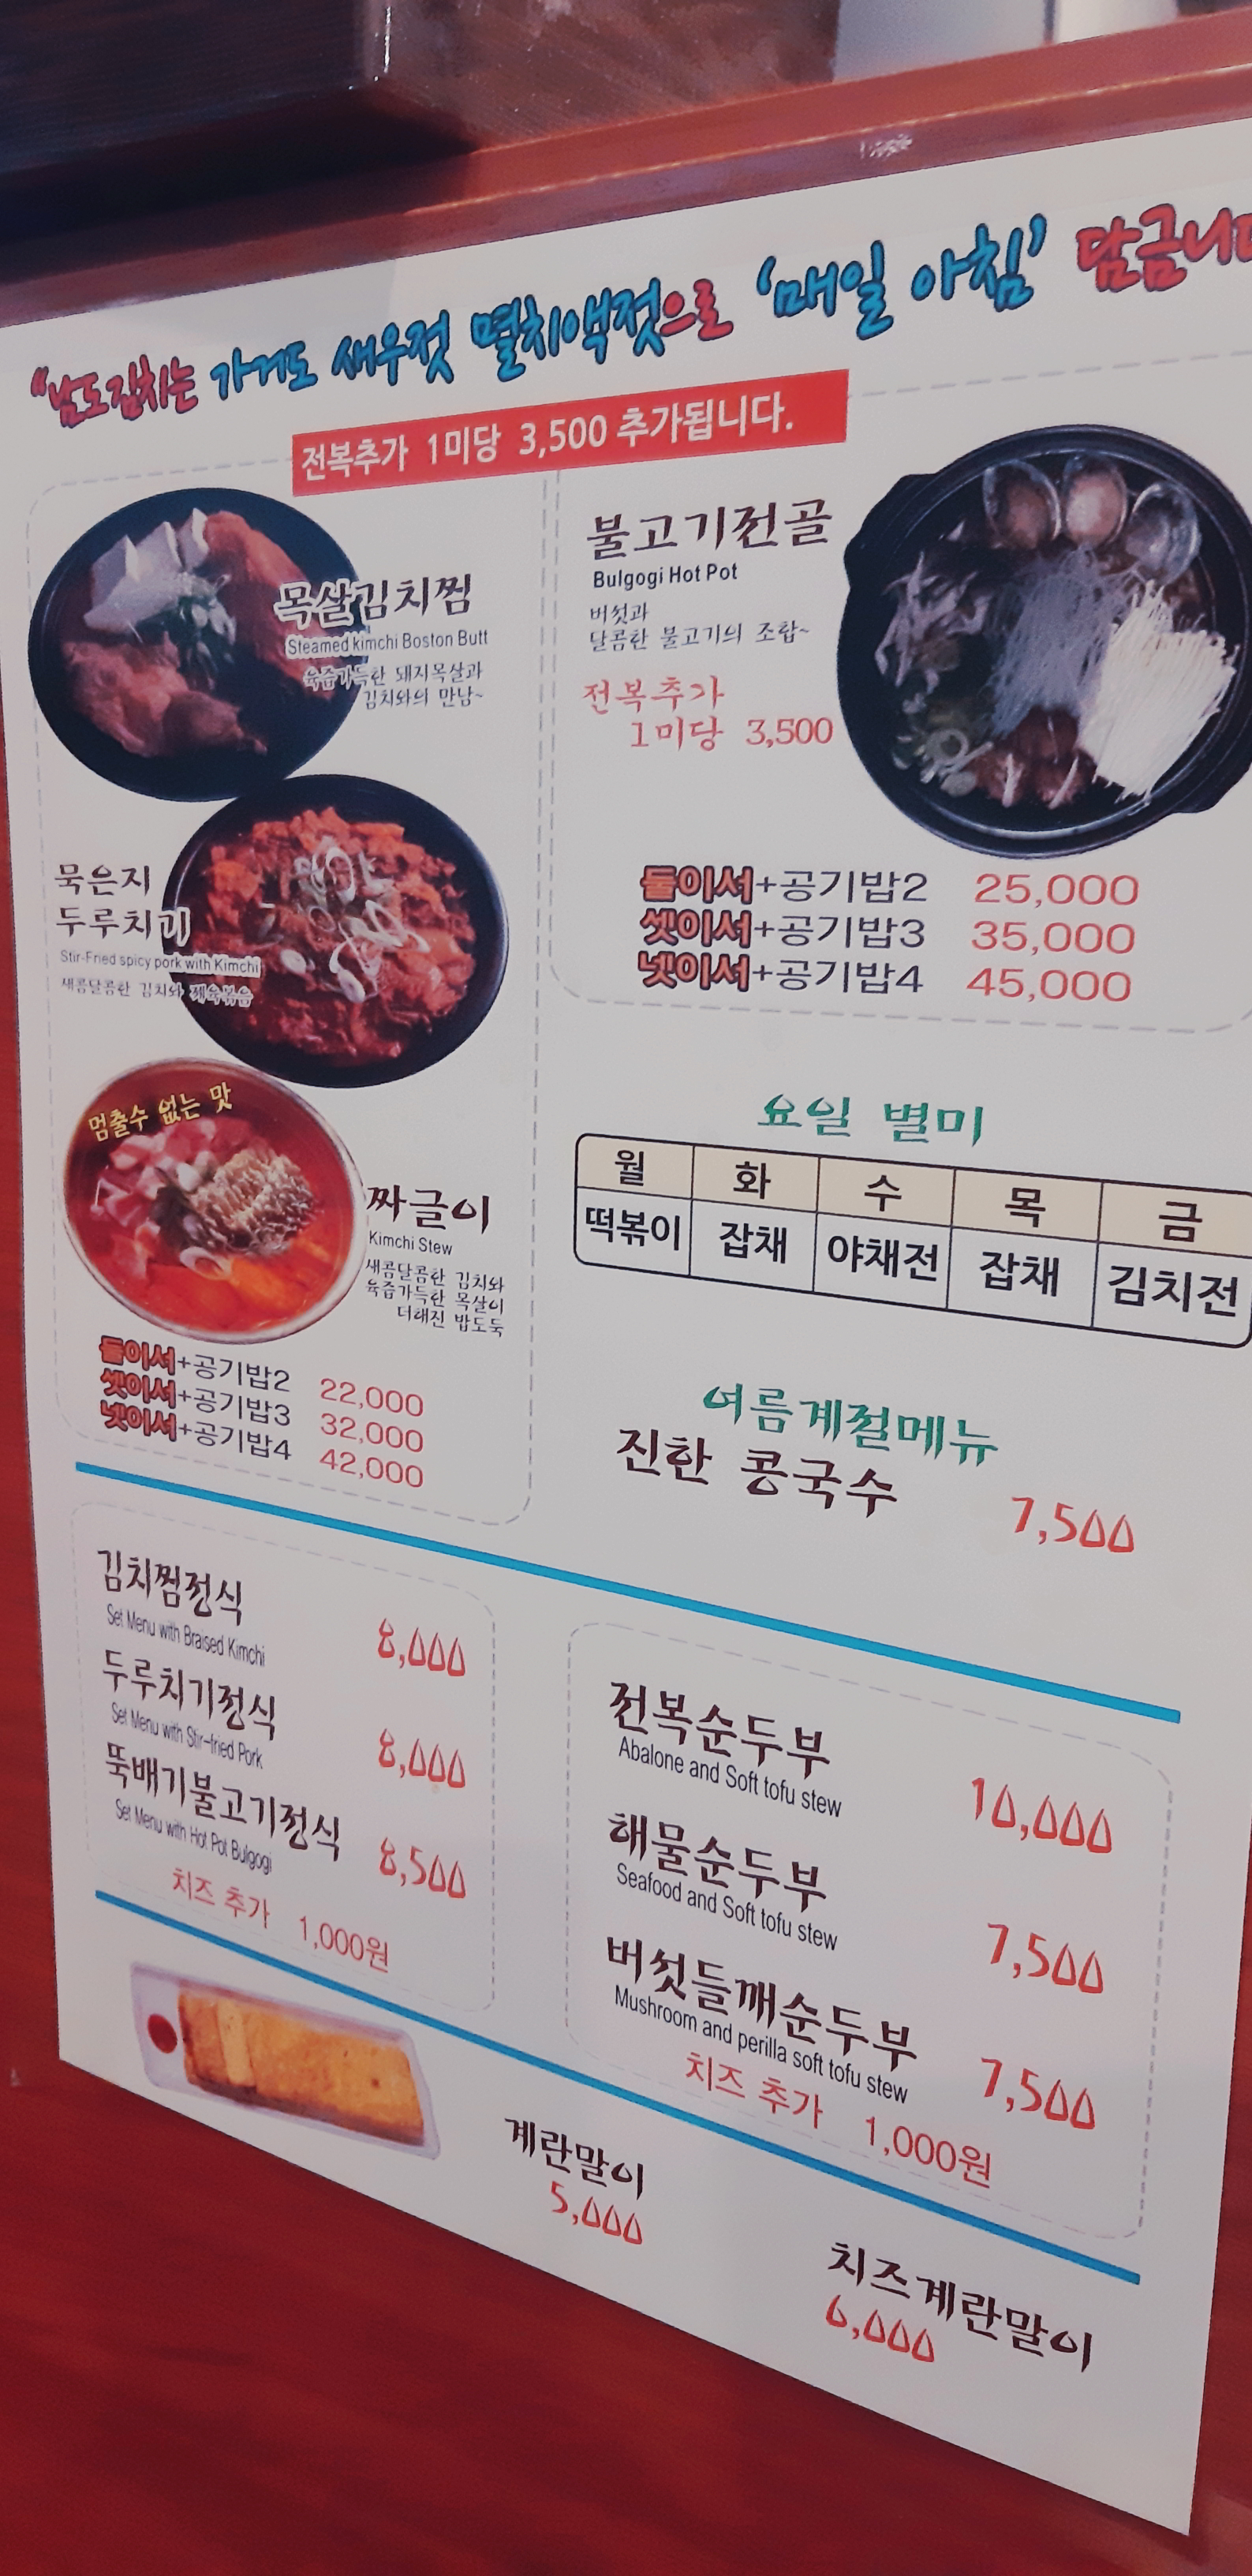 "남도김치는 가거도 새우젓 멸치액젓으로 '매일 아침' 담금니다
전복추가 1미당 3,500 추가됩니다.
목살김치찜
Steamed kimchi Boston Butt
육즙가득한 돼지목살과
김치와의 만남~
묵은지
두루치기
Stir-Fried spicy pork with Kimchi
새콤달콤한 김치와 제육볶음
멈출수 없는 맛
짜글이
Kimchi Stew
새콤달콤한 김치와
육즙가득한 목살이
더해진 밥도둑
둘이서+공기밥2 22,000
셋이서+공기밥3 32,000
넷이서+공기밥4 42,000
불고기전골
Bulgogi Hot Pot
버섯과
달콤한 불고기의 조합~
전복추가
1미당 3,500
둘이서+공기밥2 25,000
셋이서+공기밥3 35,000
넷이서+공기밥4 45,000
요일 별미
월 화 수 목 금
떡볶이 잡채 야채전 잡채 김치전
여름계절메뉴
진한 콩국수 7,500
김치찜정식 8,000
Set Menu with Braised Kimchi
두루치기정식 8,000
Set Menu with Stir-fried Pork
뚝배기불고기정식 8,500
Set Menu with Hot Pot Bulgogi
치즈 추가 1,000원
전복순두부 10,000
Abalone and Soft tofu stew
해물순두부 7,500
Seafood and Soft tofu stew
버섯들깨순두부 7,500
Mushroom and perilla soft tofu stew
치즈 추가 1,000원
계란말이
5,000
치즈계란말이
6,000